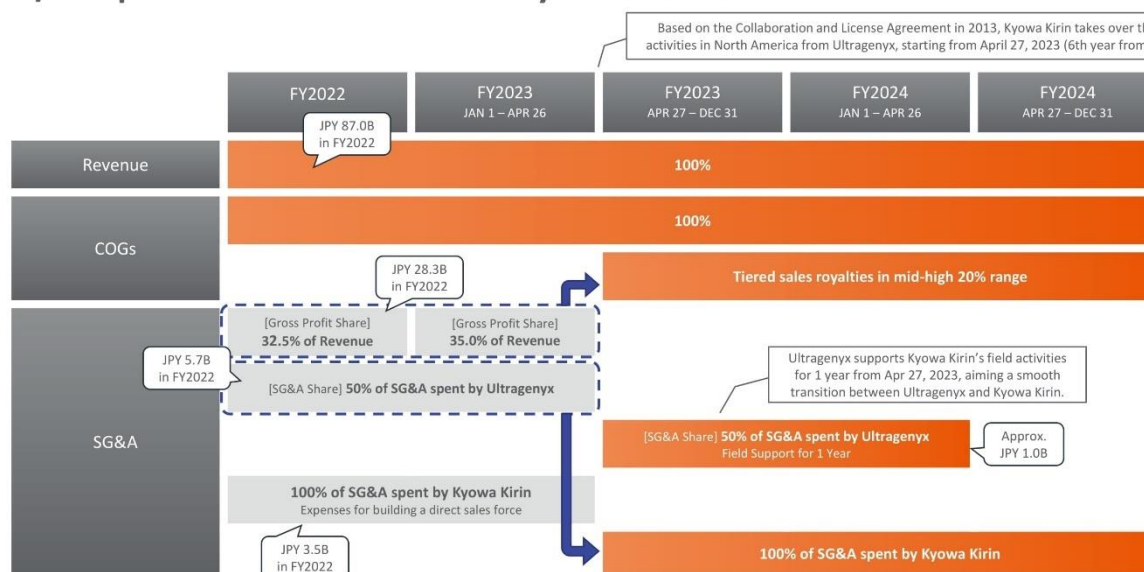 Based on the Collaboration and License Agreement in 2013, Kyowa Kirin takes over
activities in North America from Ultragenyx, starting from April 27, 2023 (6th year from
FY2022
FY2023
JAN 1 – APR 26
FY2023
APR 27 – DEC 31
FY2024
JAN 1 – APR 26
FY2024
APR 27 – DEC 31
JPY 87.0B
in FY2022
Revenue
100%
COGs
100%
Tiered sales royalties in mid-high 20% range
JPY 28.3B
in FY2022
SG&A
[Gross Profit Share]
32.5% of Revenue
[Gross Profit Share]
35.0% of Revenue
JPY 5.7B
in FY2022
[SG&A Share] 50% of SG&A spent by Ultragenyx
Ultragenyx supports Kyowa Kirin's field activities
for 1 year from Apr 27, 2023, aiming a smooth
transition between Ultragenyx and Kyowa Kirin.
[SG&A Share] 50% of SG&A spent by Ultragenyx
Field Support for 1 Year
Approx.
JPY 1.0B
100% of SG&A spent by Kyowa Kirin
Expenses for building a direct sales force
JPY 3.5B
in FY2022
100% of SG&A spent by Kyowa Kirin